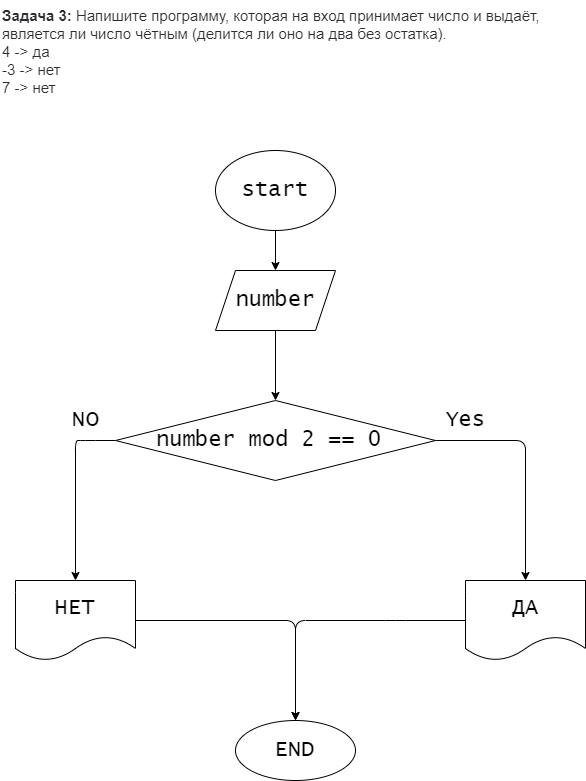 Задача 3: Напишите программу, которая на вход принимает число и выдаёт,
является ли число чётным (делится ли оно на два без остатка).
4 -> да
-3 -> нет
7 -> нет
start
number
NO
Yes
number mod 2 == 0
НЕТ
ДА
END